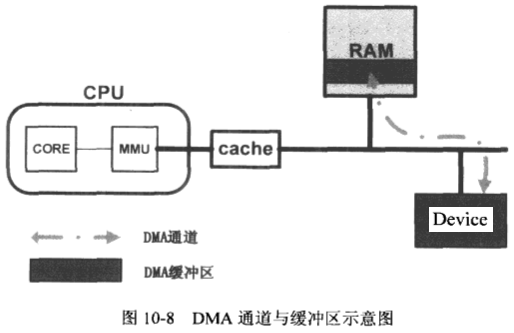 RAM
CPU
CORE
MMU
cache
Device
DMA通道
DMA缓冲区
图 10-8 DMA 通道与缓冲区示意图